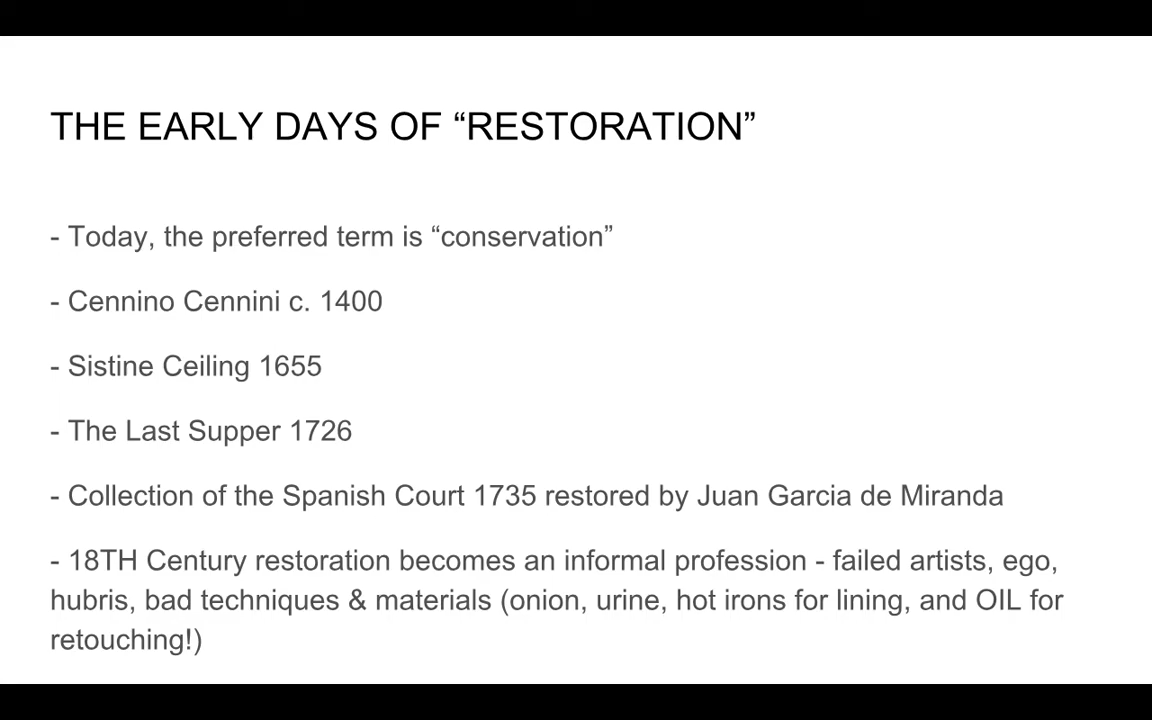 THE EARLY DAYS OF “RESTORATION”
- Today, the preferred term is “conservation”
- Cennino Cennini c. 1400
- Sistine Ceiling 1655
- The Last Supper 1726
- Collection of the Spanish Court 1735 restored by Juan Garcia de Miranda
- 18TH Century restoration becomes an informal profession - failed artists, ego,
hubris, bad techniques & materials (onion, urine, hot irons for lining, and OIL for
retouching!)